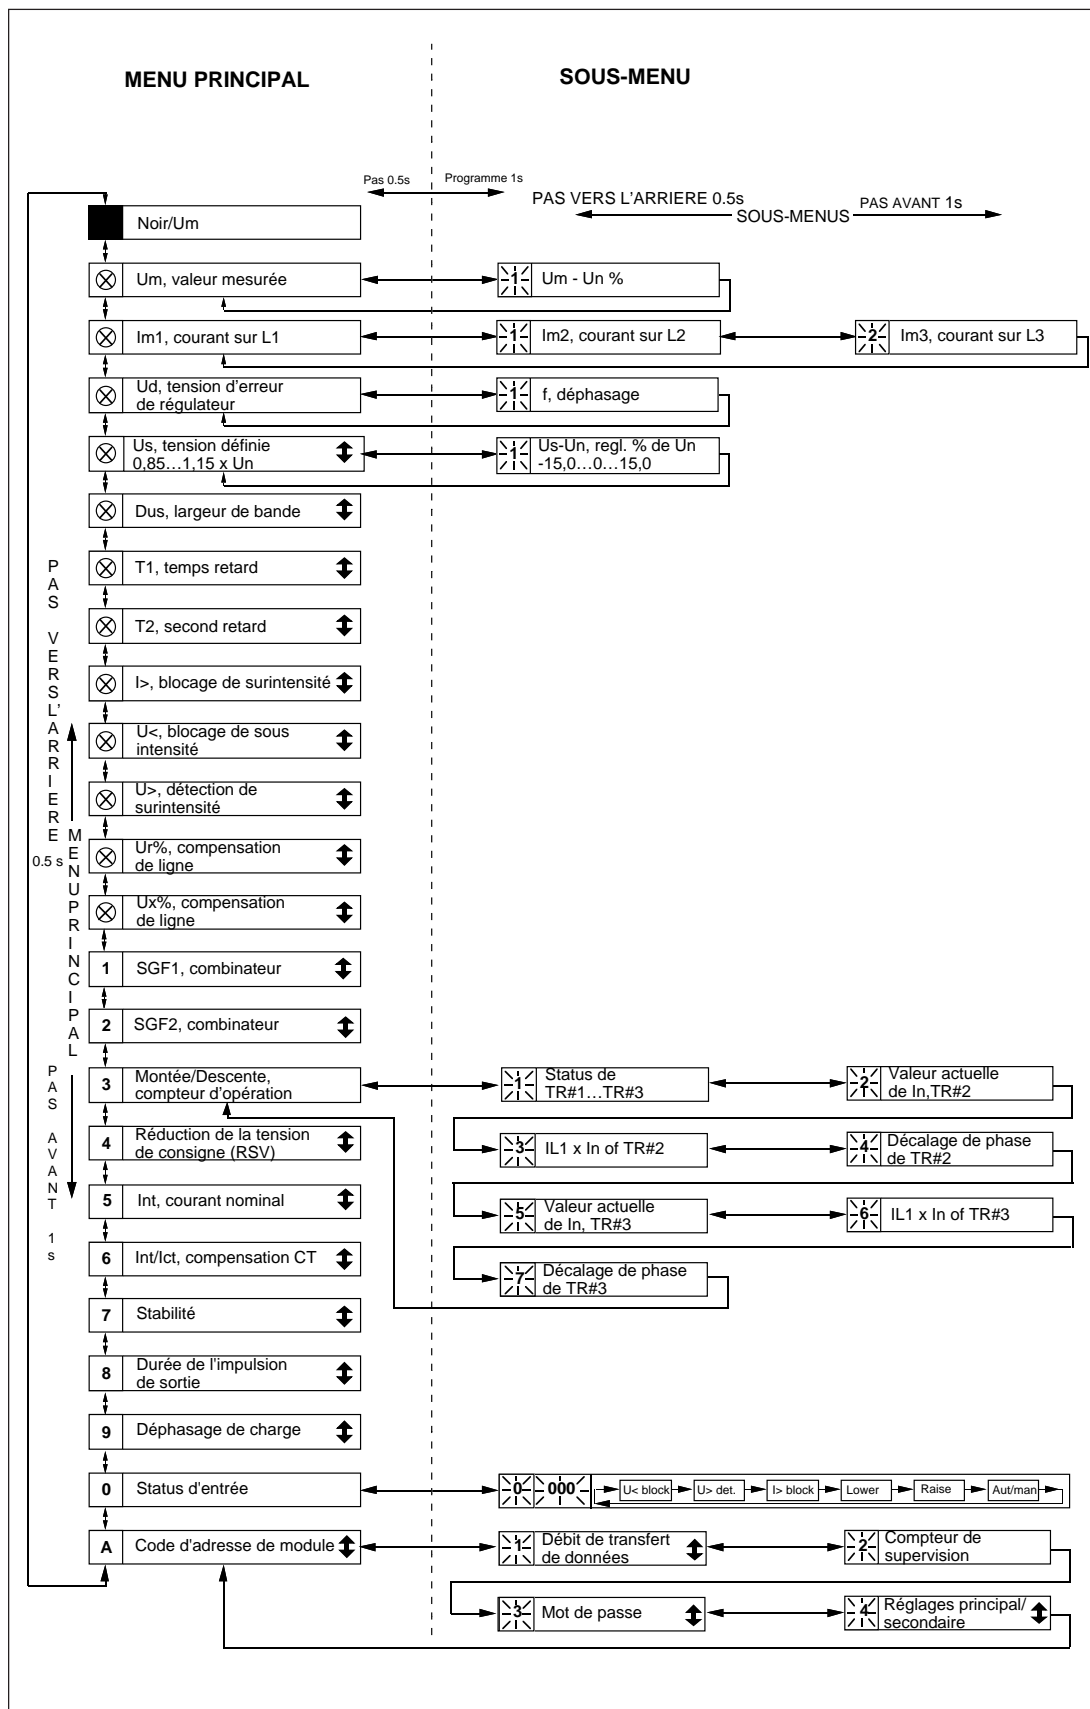 MENU PRINCIPAL
SOUS-MENU
Pas 0.5s
Programme 1s
PAS VERS L'ARRIERE 0.5s
SOUS-MENUS
PAS AVANT 1s
Noir/Um
Um, valeur mesurée
1
Um - Un %
Im1, courant sur L1
1
Im2, courant sur L2
2
Im3, courant sur L3
Ud, tension d'erreur
de régulateur
1
f, déphasage
Us, tension définie
0,85…1,15 x Un
1
Us-Un, regl. % de Un
-15,0…0…15,0
Dus, largeur de bande
T1, temps retard
T2, second retard
I>, blocage de surintensité
U<, blocage de sous
intensité
U>, détection de
surintensité
Ur%, compensation
de ligne
Ux%, compensation
de ligne
1
SGF1, combinateur
2
SGF2, combinateur
3
Montée/Descente,
compteur d'opération
1
Status de
TR#1…TR#3
2
Valeur actuelle
de In,TR#2
4
Réduction de la tension
de consigne (RSV)
3
IL1 x In of TR#2
4
Décalage de phase
de TR#2
5
Int, courant nominal
5
Valeur actuelle
de In, TR#3
6
IL1 x In of TR#3
6
Int/Ict, compensation CT
7
Décalage de phase
de TR#3
7
Stabilité
8
Durée de l'impulsion
de sortie
9
Déphasage de charge
0
Status d'entrée
0
000
U< block
U> det.
I> block
Lower
Raise
Aut/man
A
Code d'adresse de module
1
Débit de transfert
de données
2
Compteur de
supervision
3
Mot de passe
4
Réglages principal/
secondaire
PAS VERS L'ARRIERE
0.5 s
MENU PRINCIPAL
PAS AVANT 1s